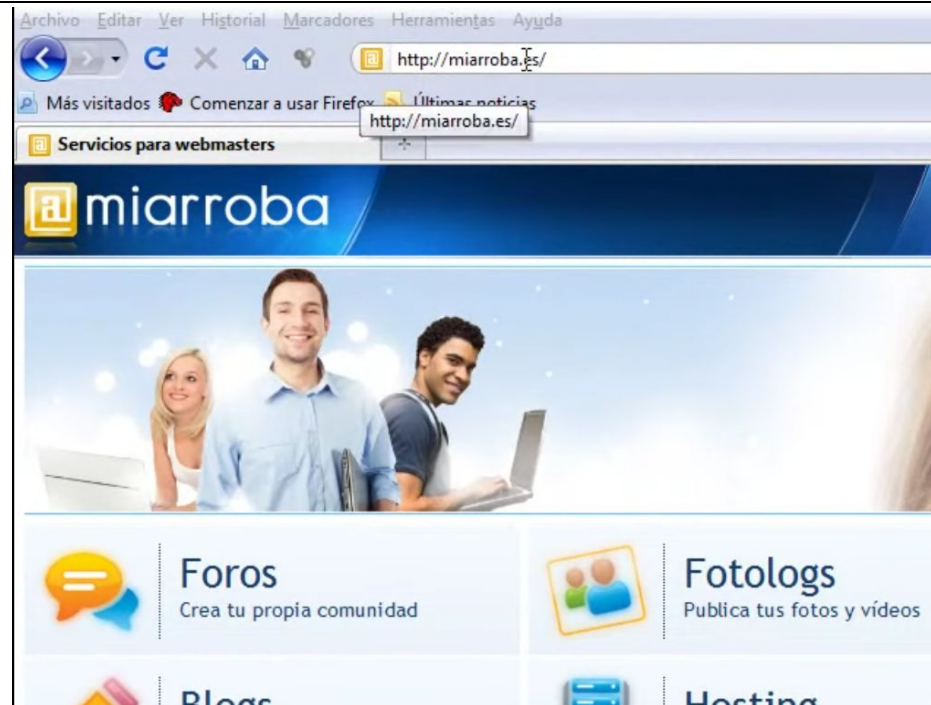 Archivo Editar Ver Historial Marcadores Herramientas Ayuda
http://miarroba.es/
Más visitados Comenzar a usar Firefox Últimas noticias
http://miarroba.es/
Servicios para webmasters
@ miarroba
Foros
Crea tu propia comunidad
Fotologs
Publica tus fotos y vídeos
Blogs
Hosting